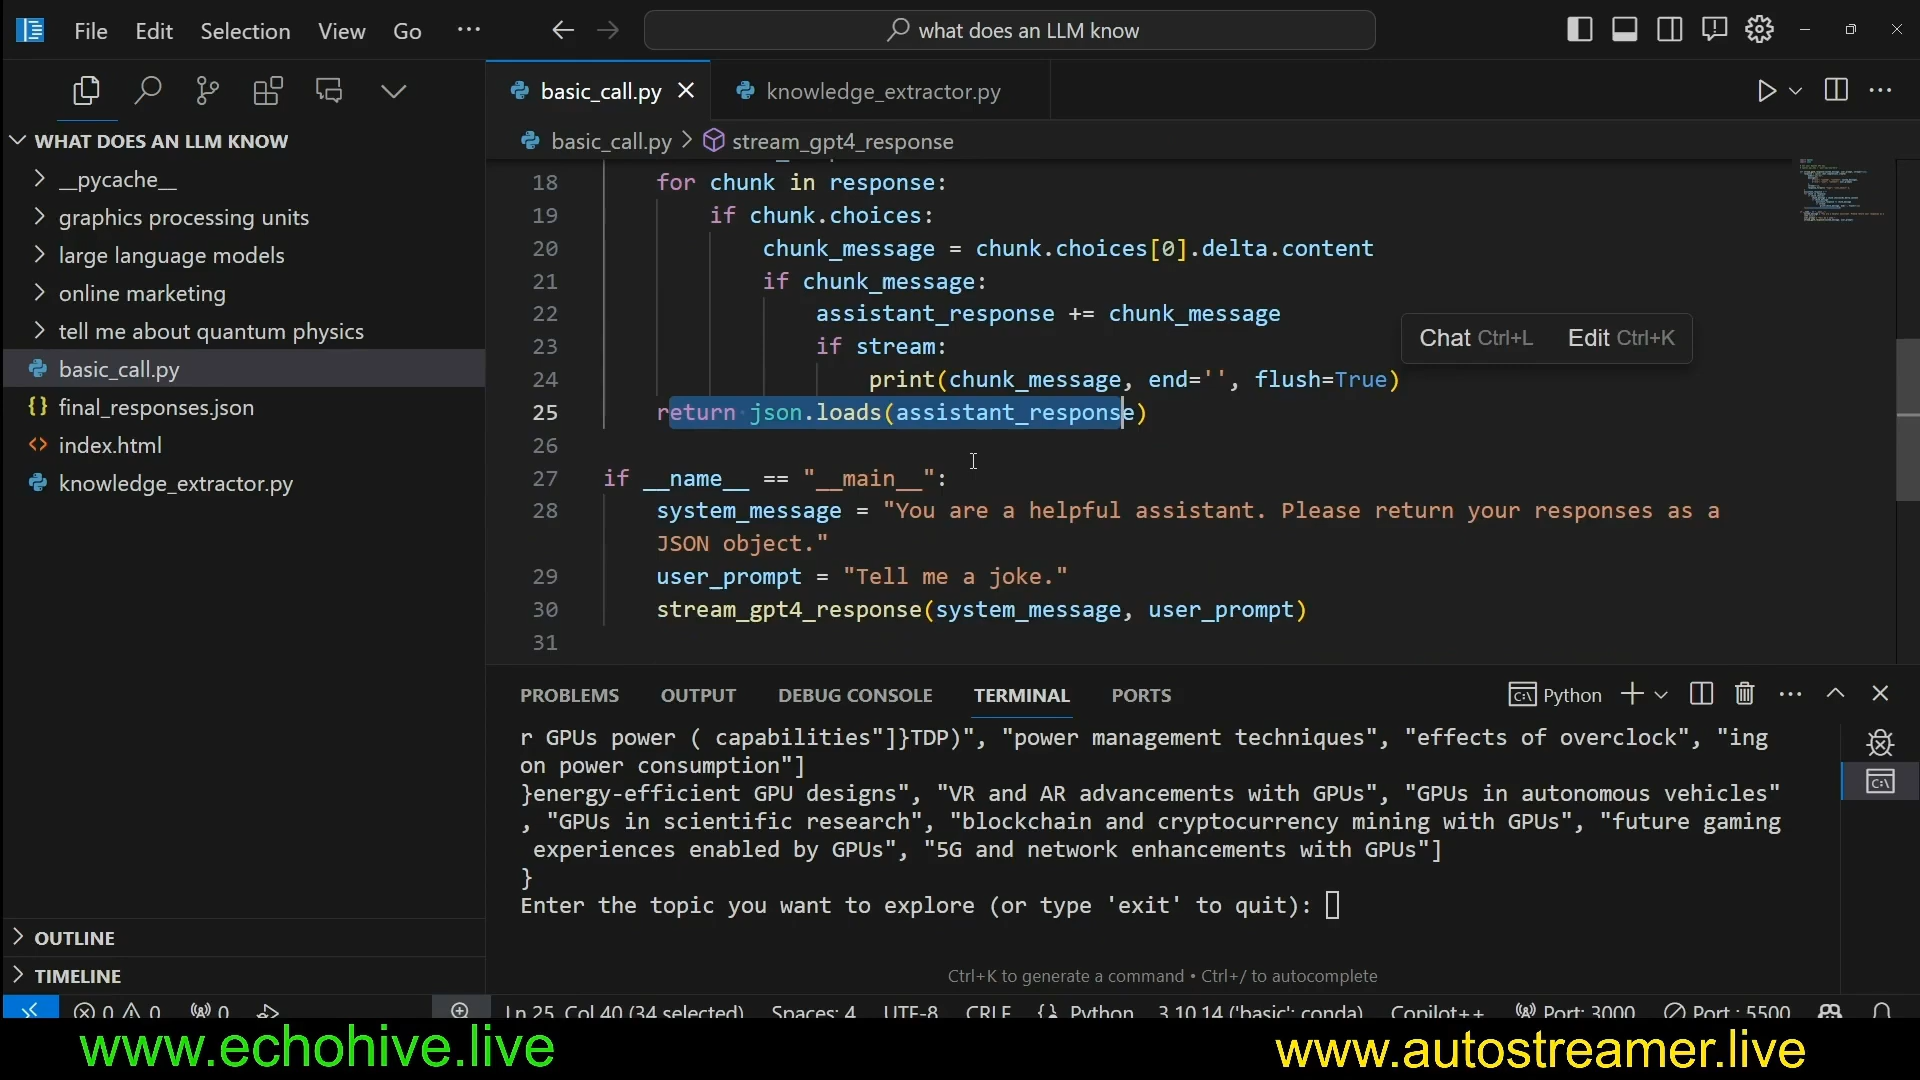 File Edit Selection View Go ···
what does an LLM know
basic_call.py
knowledge_extractor.py
basic_call.py > stream_gpt4_response
WHAT DOES AN LLM KNOW
__pycache__
graphics processing units
large language models
online marketing
tell me about quantum physics
basic_call.py
{} final_responses.json
<> index.html
knowledge_extractor.py
OUTLINE
TIMELINE
18 for chunk in response:
19 if chunk.choices:
20 chunk_message = chunk.choices[0].delta.content
21 if chunk_message:
22 assistant_response += chunk_message
23 if stream:
24 print(chunk_message, end='', flush=True)
25 return json.loads(assistant_response)
26
27 if __name__ == "__main__":
28 system_message = "You are a helpful assistant. Please return your responses as a
JSON object."
29 user_prompt = "Tell me a joke."
30 stream_gpt4_response(system_message, user_prompt)
31
Chat Ctrl+L Edit Ctrl+K
PROBLEMS OUTPUT DEBUG CONSOLE TERMINAL PORTS
Python
r GPUs power ( capabilities"]}TDP)", "power management techniques", "effects of overclock", "ing
on power consumption"]
}energy-efficient GPU designs", "VR and AR advancements with GPUs", "GPUs in autonomous vehicles"
, "GPUs in scientific research", "blockchain and cryptocurrency mining with GPUs", "future gaming
experiences enabled by GPUs", "5G and network enhancements with GPUs"]
}
Enter the topic you want to explore (or type 'exit' to quit):
Ctrl+K to generate a command • Ctrl+/ to autocomplete
0 0 0 Ln 25, Col 40 (34 selected) Spaces: 4 UTF-8 CRLF {} Python 3.10.14 ('basic': conda) Copilot++ Port: 3000 Port : 5500
www.echohive.live
www.autostreamer.live